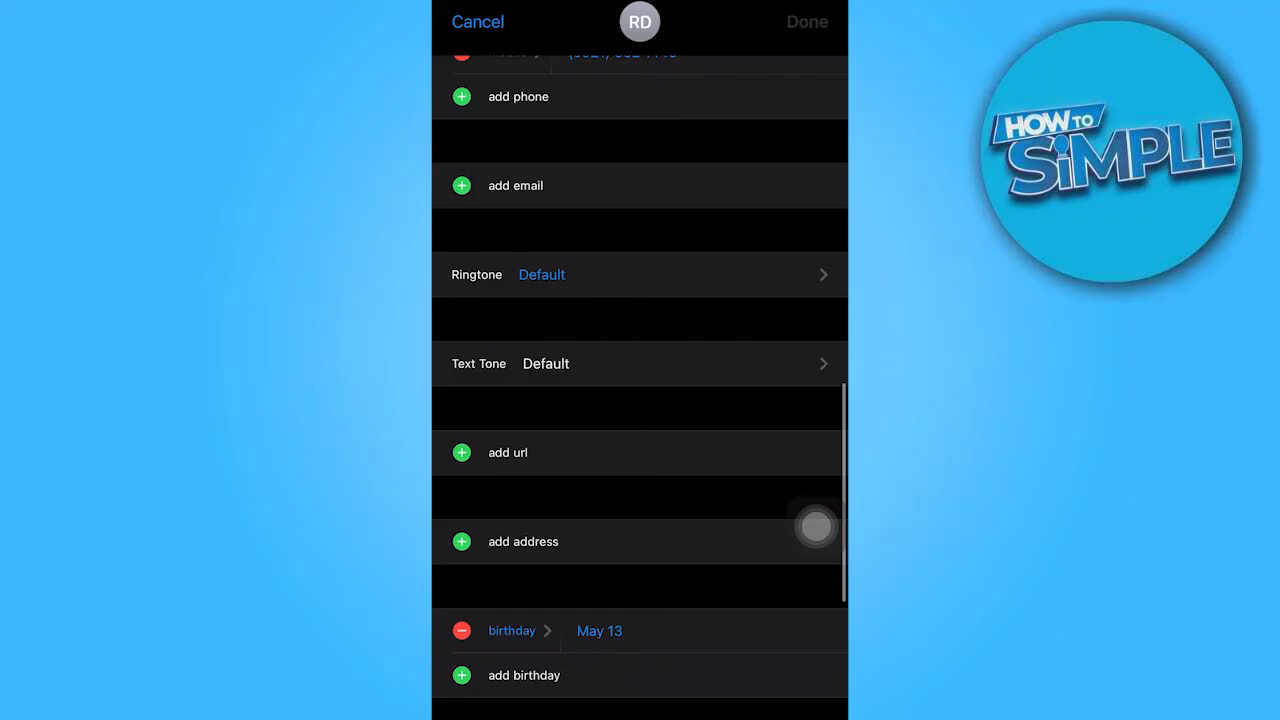 Cancel
RD
Done
add phone
add email
Ringtone Default
Text Tone Default
add url
add address
birthday May 13
add birthday
HOW TO
SiMPLE